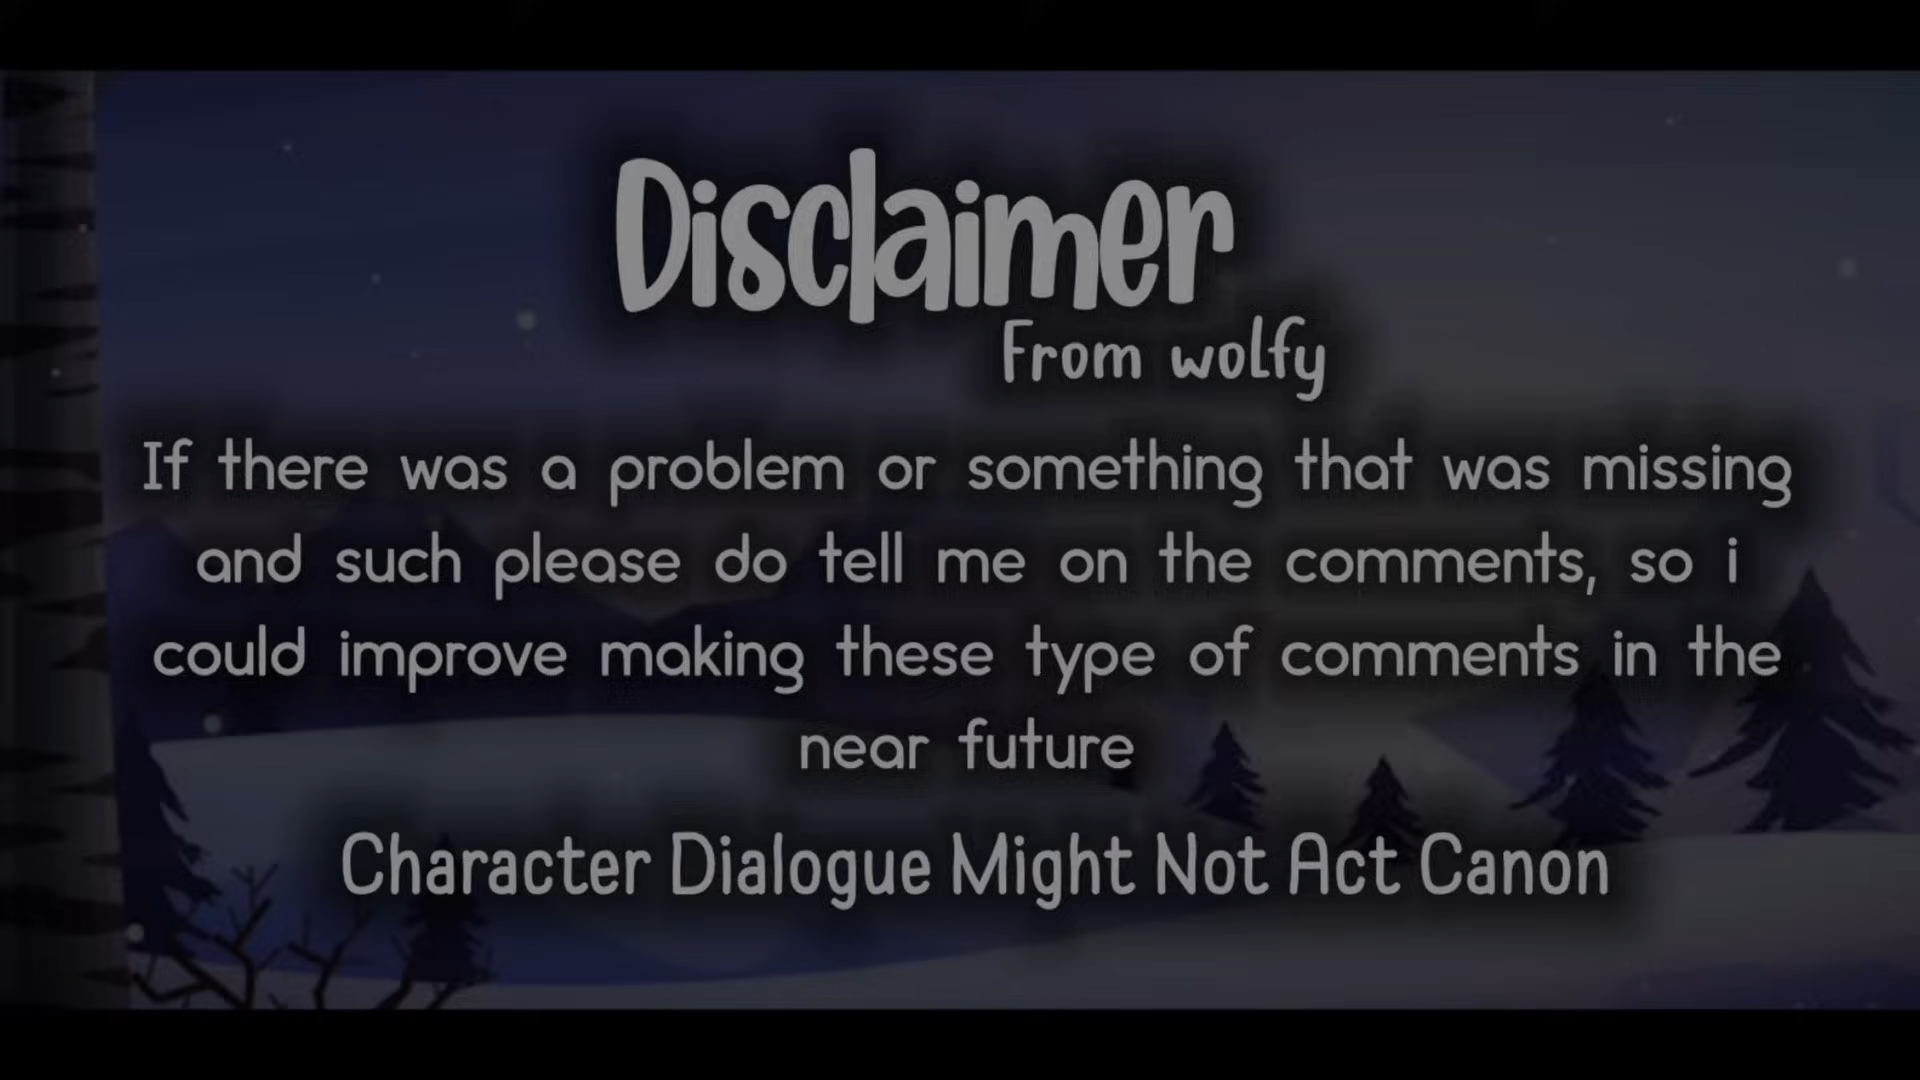 Disclaimer
From wolfy
If there was a problem or something that was missing
and such please do tell me on the comments, so i
could improve making these type of comments in the
near future
Character Dialogue Might Not Act Canon